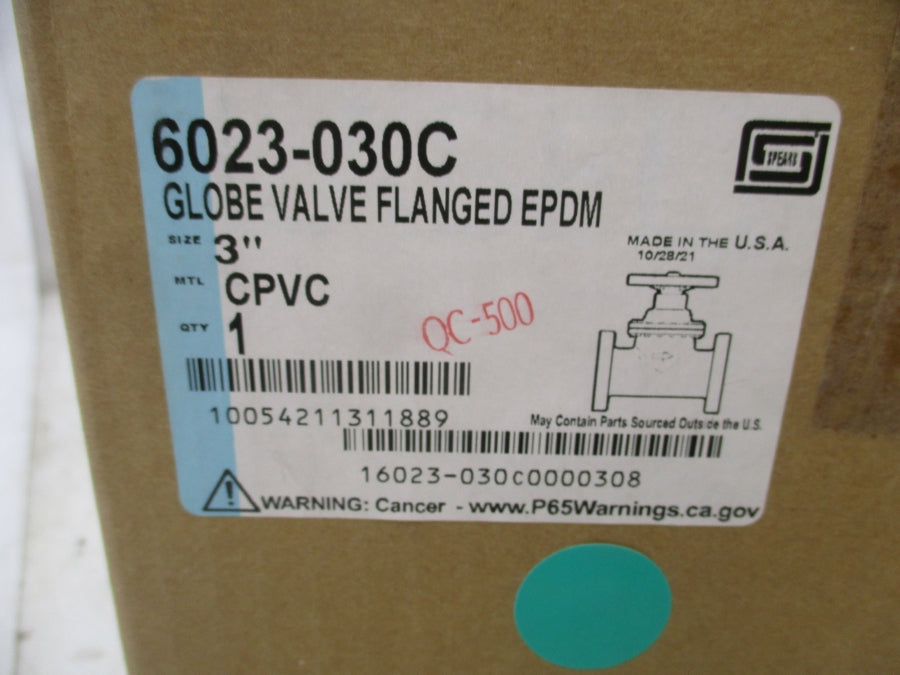 6023-030C
SPEARS
GLOBE VALVE FLANGED EPDM
SIZE 3"
MADE IN THE U.S.A.
10/28/21
MTL CPVC
QTY 1
QC-500
10054211311889
May Contain Parts Sourced Outside the U.S.
16023-030c0000308
WARNING: Cancer - www.P65Warnings.ca.gov